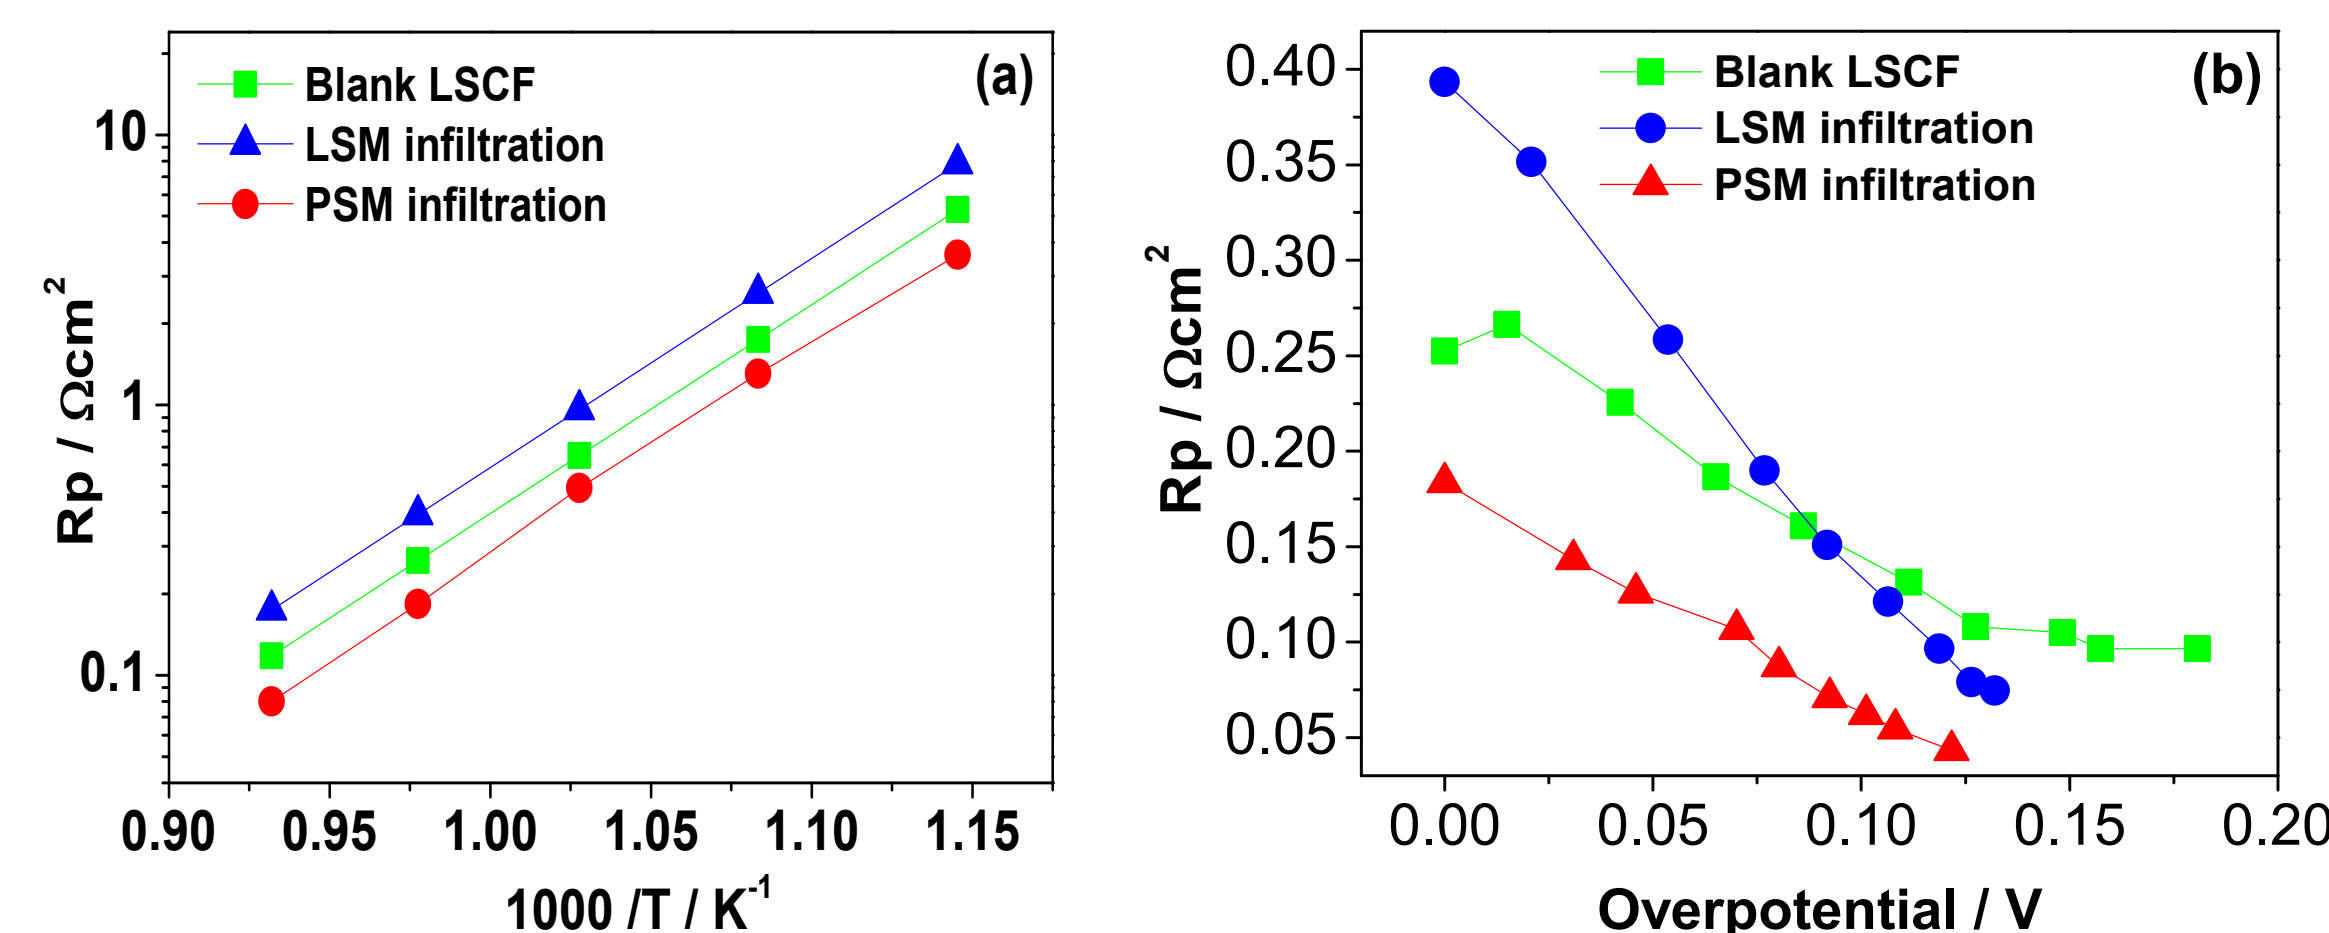 (a)
Blank LSCF
LSM infiltration
PSM infiltration
10
1
0.1
Rp / Ωcm²
0.90 0.95 1.00 1.05 1.10 1.15
1000 /T / K⁻¹
(b)
Blank LSCF
LSM infiltration
PSM infiltration
0.40
0.35
0.30
0.25
0.20
0.15
0.10
0.05
Rp / Ωcm²
0.00 0.05 0.10 0.15 0.20
Overpotential / V